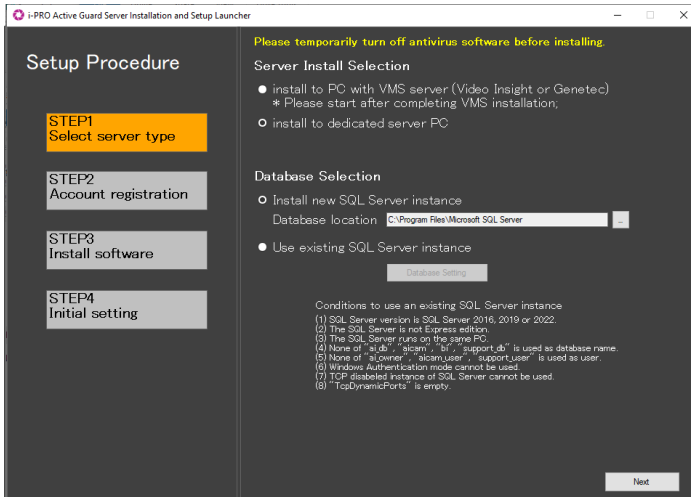 i-PRO Active Guard Server Installation and Setup Launcher
Setup Procedure
STEP1
Select server type
STEP2
Account registration
STEP3
Install software
STEP4
Initial setting
Please temporarily turn off antivirus software before installing.
Server Install Selection
install to PC with VMS server (Video Insight or Genetec)
* Please start after completing VMS installation;
install to dedicated server PC
Database Selection
Install new SQL Server instance
Database location C:\Program Files\Microsoft SQL Server ...
Use existing SQL Server instance
Database Setting
Conditions to use an existing SQL Server instance
(1) SQL Server version is SQL Server 2016, 2019 or 2022.
(2) The SQL Server is not Express edition.
(3) The SQL Server runs on the same PC.
(4) None of "ai_db", "aicam", "bi", "support_db" is used as database name.
(5) None of "ai_owner", "aicam_user", "support_user" is used as user.
(6) Windows Authentication mode cannot be used.
(7) TCP disabeled instance of SQL Server cannot be used.
(8) "TcpDynamicPorts" is empty.
Next